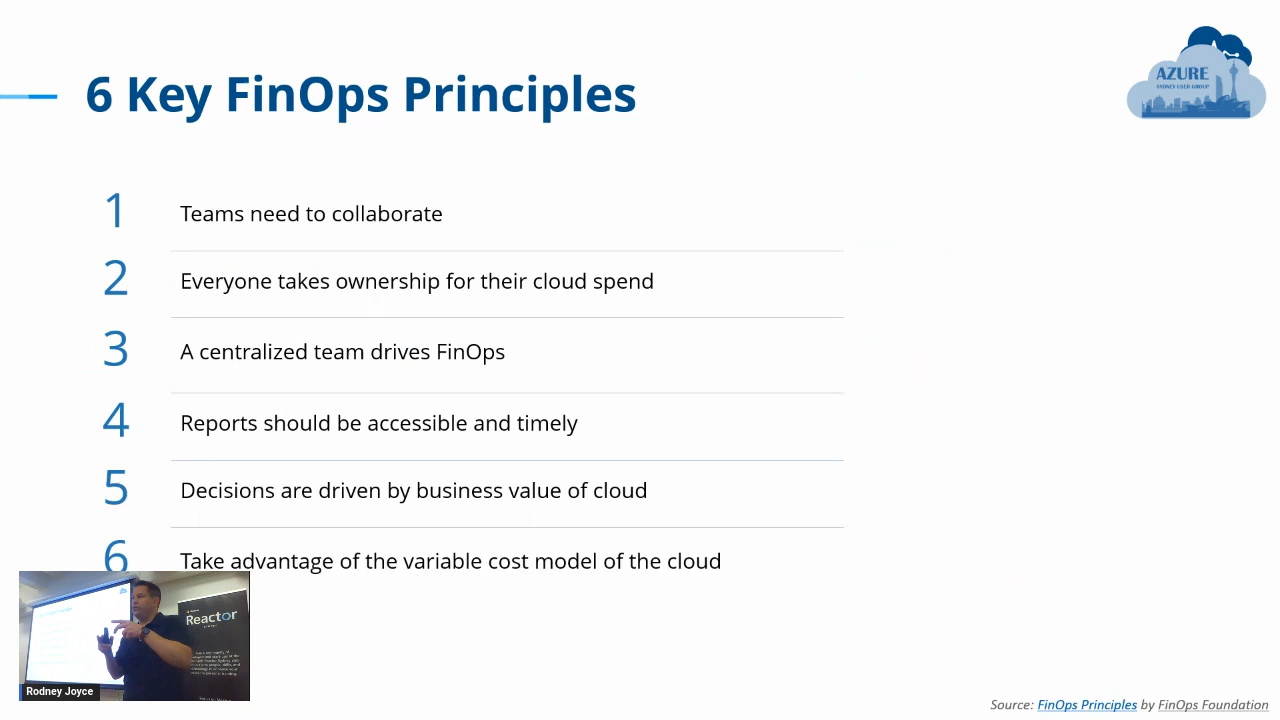 6 Key FinOps Principles
AZURE
SYDNEY USER GROUP
1 Teams need to collaborate
2 Everyone takes ownership for their cloud spend
3 A centralized team drives FinOps
4 Reports should be accessible and timely
5 Decisions are driven by business value of cloud
6 Take advantage of the variable cost model of the cloud
Reactor
Rodney Joyce
Source: FinOps Principles by FinOps Foundation